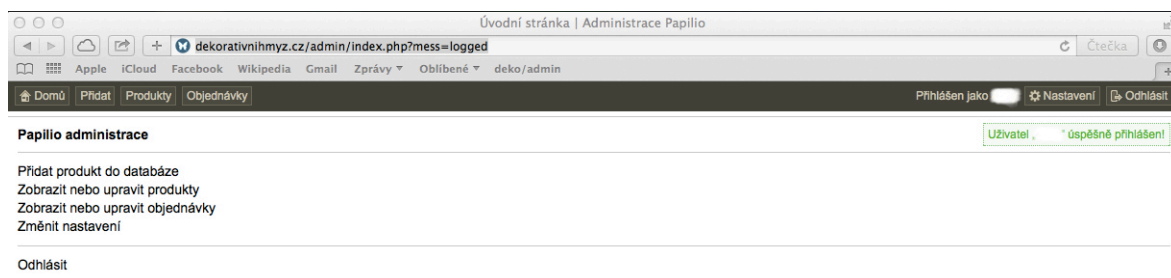 Úvodní stránka | Administrace Papilio
dekorativnihmyz.cz/admin/index.php?mess=logged Čtečka
Apple iCloud Facebook Wikipedia Gmail Zprávy Oblíbené deko/admin
Domů Přidat Produkty Objednávky Přihlášen jako Nastavení Odhlásit
Papilio administrace Uživatel „ “ úspěšně přihlášen!
Přidat produkt do databáze
Zobrazit nebo upravit produkty
Zobrazit nebo upravit objednávky
Změnit nastavení
Odhlásit